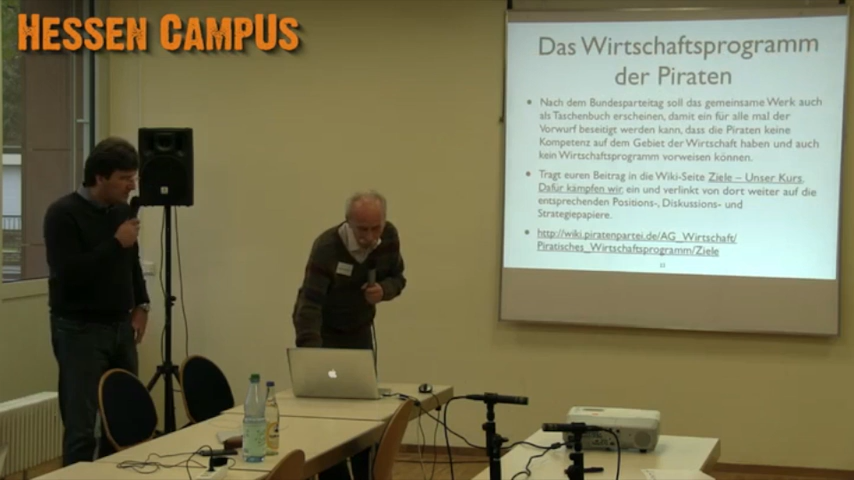 HESSEN CAMPUS
Das Wirtschaftsprogramm
der Piraten
• Nach dem Bundesparteitag soll das gemeinsame Werk auch
als Taschenbuch erscheinen, damit ein für alle mal der
Vorwurf beseitigt werden kann, dass die Piraten keine
Kompetenz auf dem Gebiet der Wirtschaft haben und auch
kein Wirtschaftsprogramm vorweisen können.
• Tragt euren Beitrag in die Wiki-Seite Ziele – Unser Kurs.
Dafür kämpfen wir ein und verlinkt von dort weiter auf die
entsprechenden Positions-, Diskussions- und
Strategiepapiere.
• http://wiki.piratenpartei.de/AG_Wirtschaft/
Piratisches_Wirtschaftsprogramm/Ziele